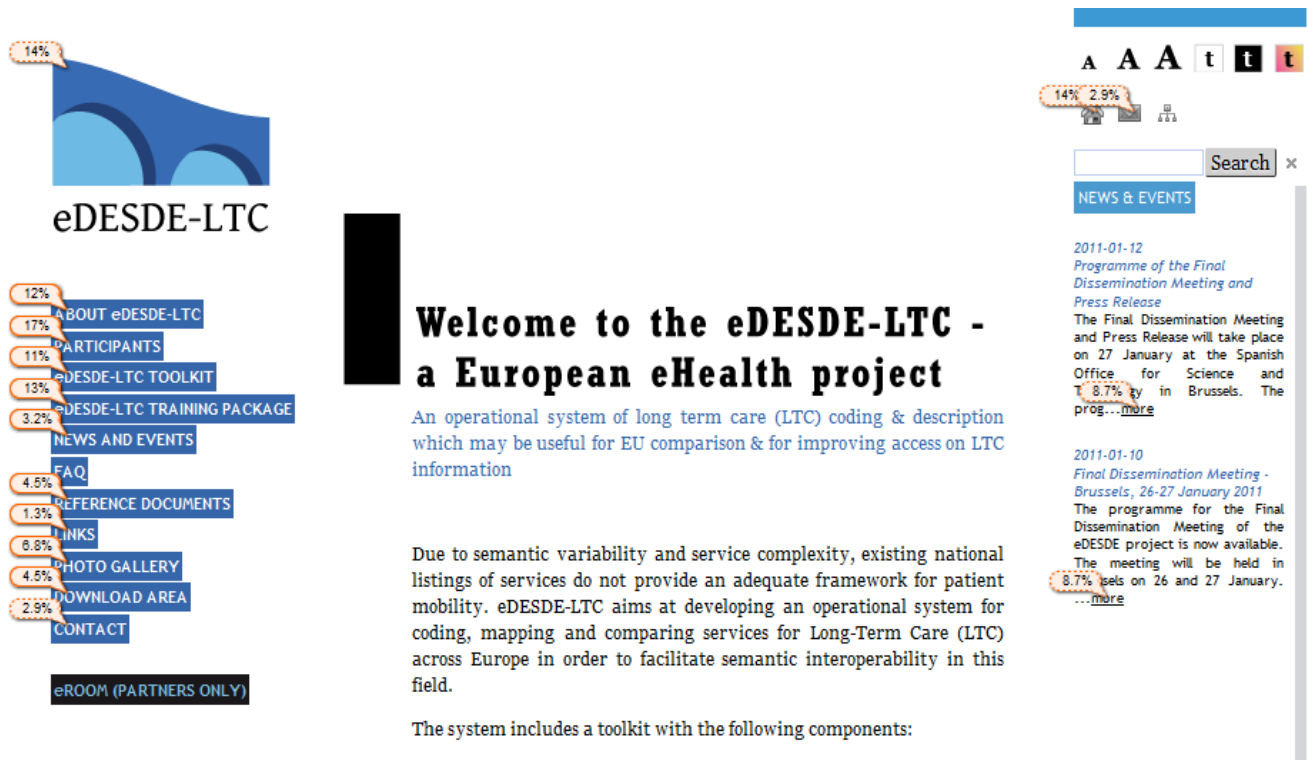 14%
eDESDE-LTC
12%
ABOUT eDESDE-LTC
17%
PARTICIPANTS
11%
eDESDE-LTC TOOLKIT
13%
eDESDE-LTC TRAINING PACKAGE
3.2%
NEWS AND EVENTS
FAQ
4.5%
REFERENCE DOCUMENTS
1.3%
LINKS
6.8%
PHOTO GALLERY
4.5%
DOWNLOAD AREA
2.9%
CONTACT
eROOM (PARTNERS ONLY)
Welcome to the eDESDE-LTC -
a European eHealth project
An operational system of long term care (LTC) coding & description
which may be useful for EU comparison & for improving access on LTC
information
Due to semantic variability and service complexity, existing national
listings of services do not provide an adequate framework for patient
mobility. eDESDE-LTC aims at developing an operational system for
coding, mapping and comparing services for Long-Term Care (LTC)
across Europe in order to facilitate semantic interoperability in this
field.
The system includes a toolkit with the following components:
A A A t t t
14% 2.9%
Search ×
NEWS & EVENTS
2011-01-12
Programme of the Final
Dissemination Meeting and
Press Release
The Final Dissemination Meeting
and Press Release will take place
on 27 January at the Spanish
Office for Science and
8.7% in Brussels. The
prog...more
2011-01-10
Final Dissemination Meeting -
Brussels, 26-27 January 2011
The programme for the Final
Dissemination Meeting of the
eDESDE project is now available.
The meeting will be held in
8.7% on 26 and 27 January.
...more